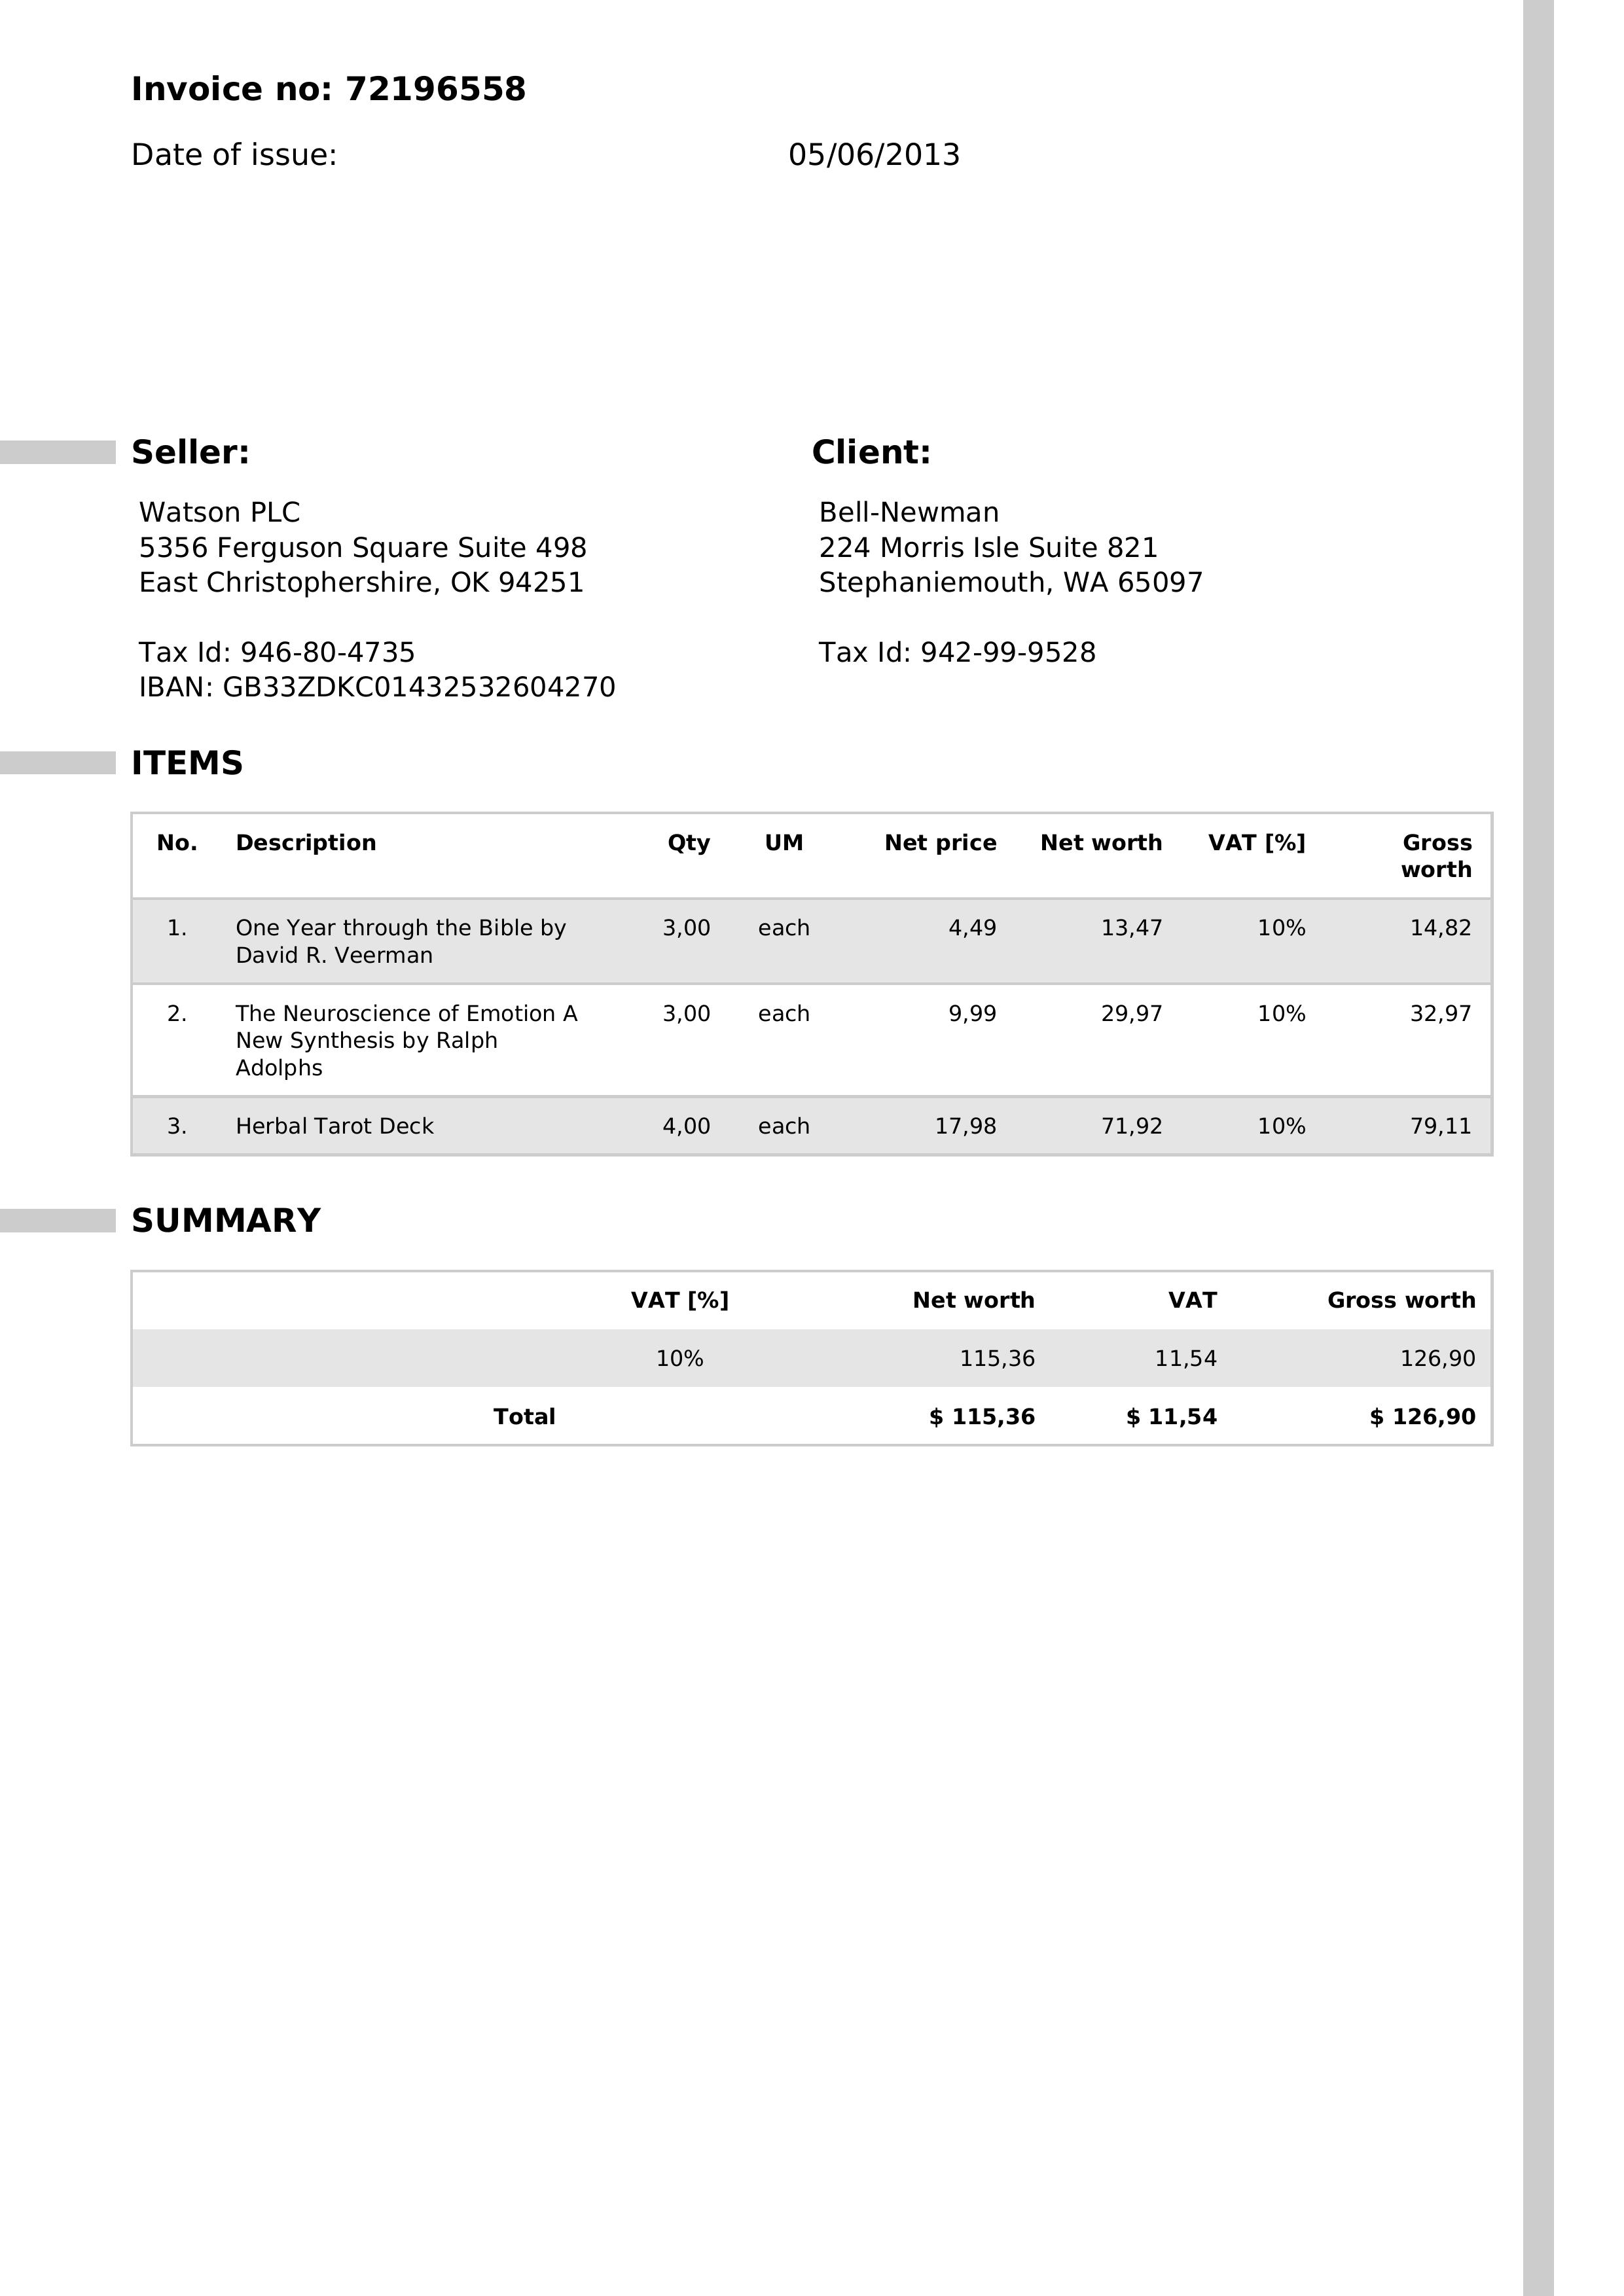 Invoice no: 72196558
Date of issue: 05/06/2013
Seller:
Watson PLC
5356 Ferguson Square Suite 498
East Christophershire, OK 94251
Tax Id: 946-80-4735
IBAN: GB33ZDKC01432532604270
Client:
Bell-Newman
224 Morris Isle Suite 821
Stephaniemouth, WA 65097
Tax Id: 942-99-9528
ITEMS
No. Description Qty UM Net price Net worth VAT [%] Gross
worth
1. One Year through the Bible by 3,00 each 4,49 13,47 10% 14,82
David R. Veerman
2. The Neuroscience of Emotion A 3,00 each 9,99 29,97 10% 32,97
New Synthesis by Ralph
Adolphs
3. Herbal Tarot Deck 4,00 each 17,98 71,92 10% 79,11
SUMMARY
VAT [%] Net worth VAT Gross worth
10% 115,36 11,54 126,90
Total $ 115,36 $ 11,54 $ 126,90